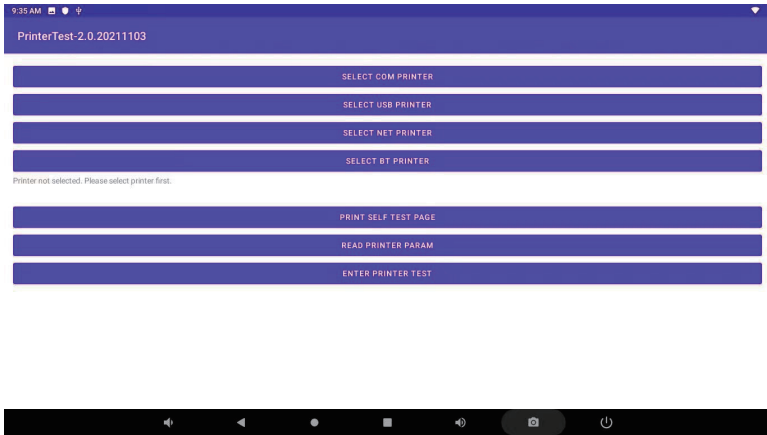 9:35 AM
PrinterTest-2.0.20211103
SELECT COM PRINTER
SELECT USB PRINTER
SELECT NET PRINTER
SELECT BT PRINTER
Printer not selected. Please select printer first.
PRINT SELF TEST PAGE
READ PRINTER PARAM
ENTER PRINTER TEST